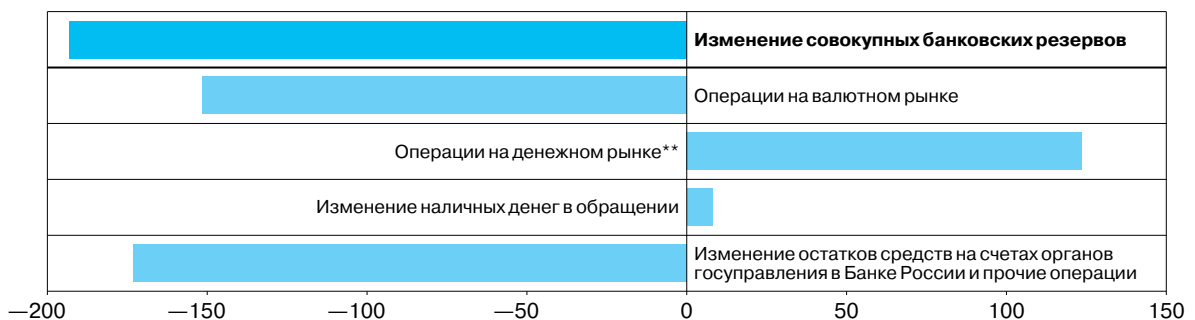 Изменение совокупных банковских резервов
Операции на валютном рынке
Операции на денежном рынке**
Изменение наличных денег в обращении
Изменение остатков средств на счетах органов
госуправления в Банке России и прочие операции
—200 —150 —100 —50 0 50 100 150